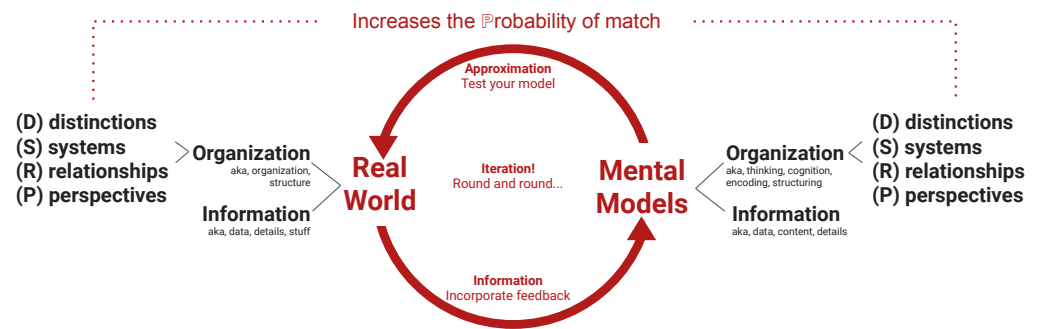 Increases the ℙrobability of match
Approximation
Test your model
(D) distinctions
(S) systems
(R) relationships
(P) perspectives
Organization
aka, organization,
structure
Information
aka, data, details, stuff
Real
World
Iteration!
Round and round...
Mental
Models
Organization
aka, thinking, cognition,
encoding, structuring
Information
aka, data, content, details
(D) distinctions
(S) systems
(R) relationships
(P) perspectives
Information
Incorporate feedback